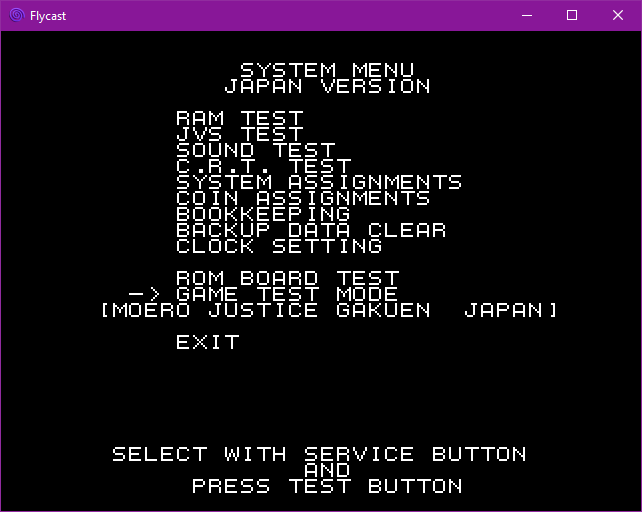 Flycast
SYSTEM MENU
JAPAN VERSION
RAM TEST
JVS TEST
SOUND TEST
C.R.T. TEST
SYSTEM ASSIGNMENTS
COIN ASSIGNMENTS
BOOKKEEPING
BACKUP DATA CLEAR
CLOCK SETTING
ROM BOARD TEST
-> GAME TEST MODE
[MOERO JUSTICE GAKUEN  JAPAN]
EXIT
SELECT WITH SERVICE BUTTON
AND
PRESS TEST BUTTON